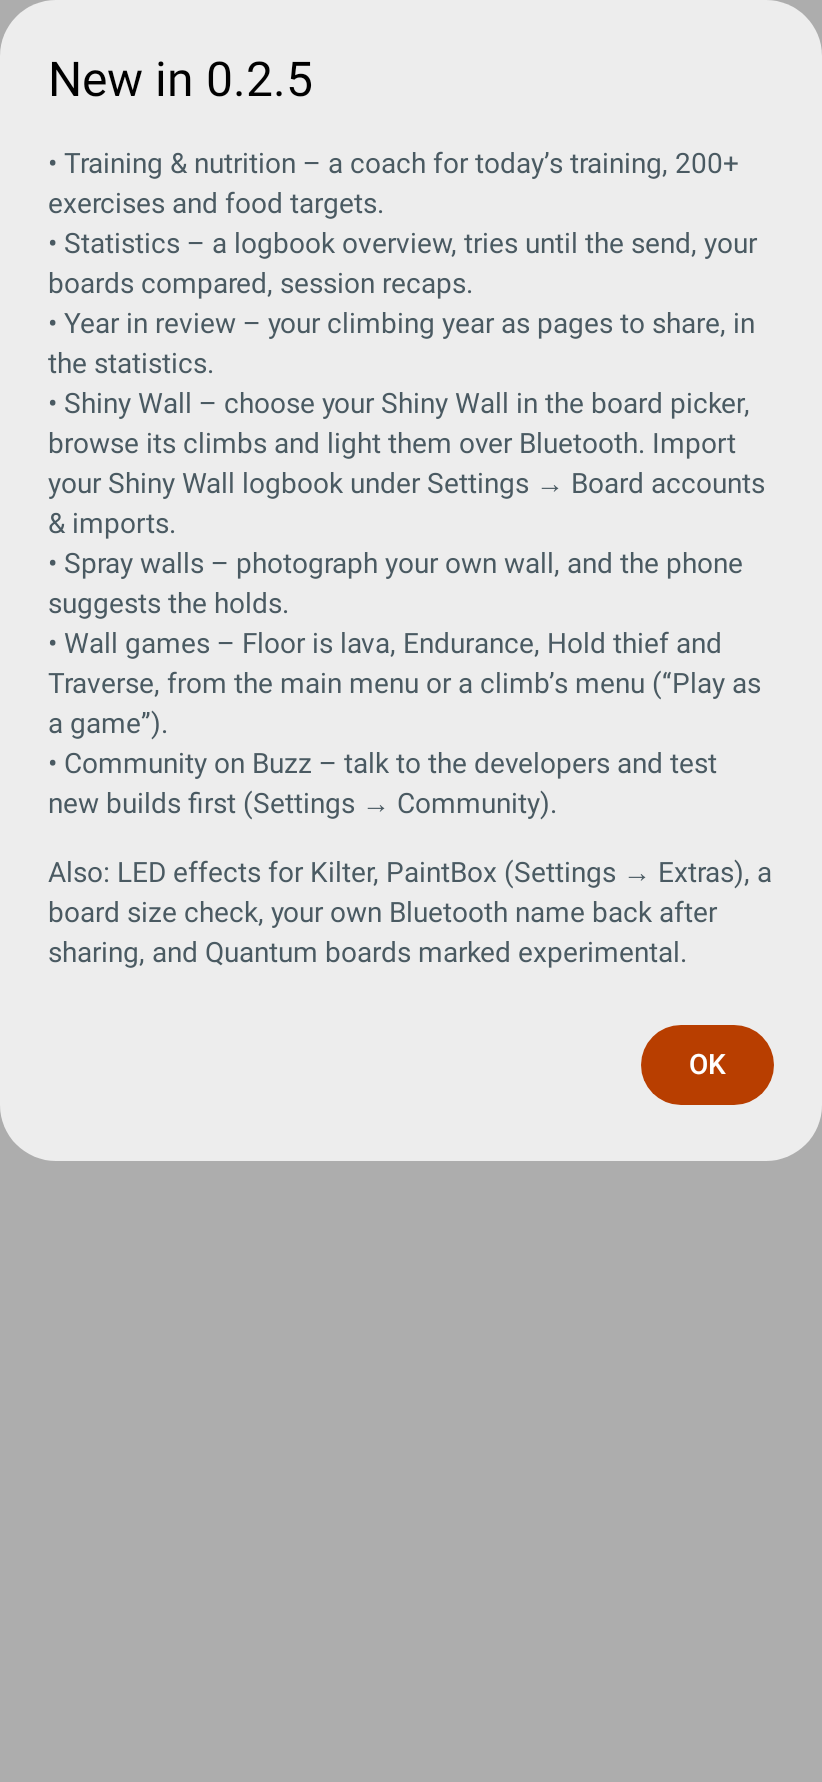 New in 0.2.5
• Training & nutrition – a coach for today’s training, 200+
exercises and food targets.
• Statistics – a logbook overview, tries until the send, your
boards compared, session recaps.
• Year in review – your climbing year as pages to share, in
the statistics.
• Shiny Wall – choose your Shiny Wall in the board picker,
browse its climbs and light them over Bluetooth. Import
your Shiny Wall logbook under Settings → Board accounts
& imports.
• Spray walls – photograph your own wall, and the phone
suggests the holds.
• Wall games – Floor is lava, Endurance, Hold thief and
Traverse, from the main menu or a climb’s menu (“Play as
a game”).
• Community on Buzz – talk to the developers and test
new builds first (Settings → Community).
Also: LED effects for Kilter, PaintBox (Settings → Extras), a
board size check, your own Bluetooth name back after
sharing, and Quantum boards marked experimental.
OK